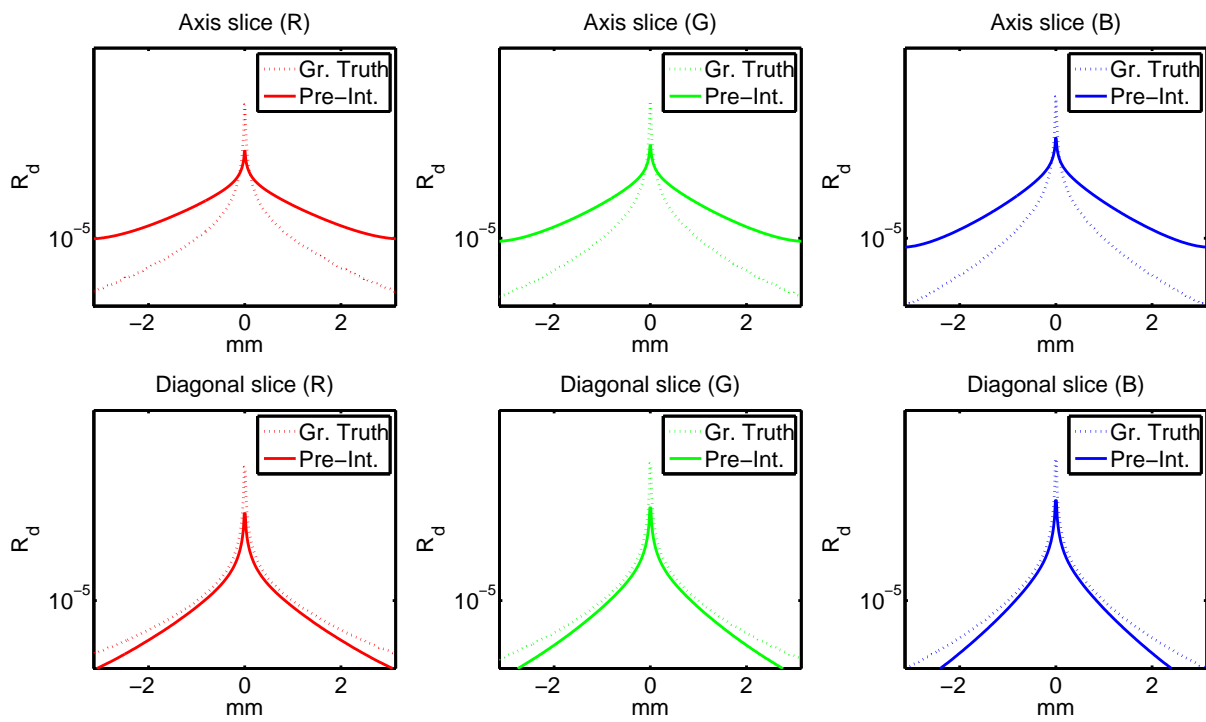 Axis slice (R)
Gr. Truth
Pre−Int.
R_d
10^−5
−2 0 2
mm
Axis slice (G)
Gr. Truth
Pre−Int.
R_d
10^−5
−2 0 2
mm
Axis slice (B)
Gr. Truth
Pre−Int.
R_d
10^−5
−2 0 2
mm
Diagonal slice (R)
Gr. Truth
Pre−Int.
R_d
10^−5
−2 0 2
mm
Diagonal slice (G)
Gr. Truth
Pre−Int.
R_d
10^−5
−2 0 2
mm
Diagonal slice (B)
Gr. Truth
Pre−Int.
R_d
10^−5
−2 0 2
mm